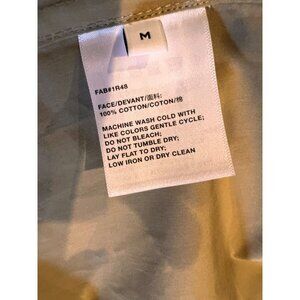 M
FAB#1R48
FACE/DEVANT/面料:
100% COTTON/COTON/棉
MACHINE WASH COLD WITH
LIKE COLORS GENTLE CYCLE;
DO NOT BLEACH;
DO NOT TUMBLE DRY;
LAY FLAT TO DRY;
LOW IRON OR DRY CLEAN